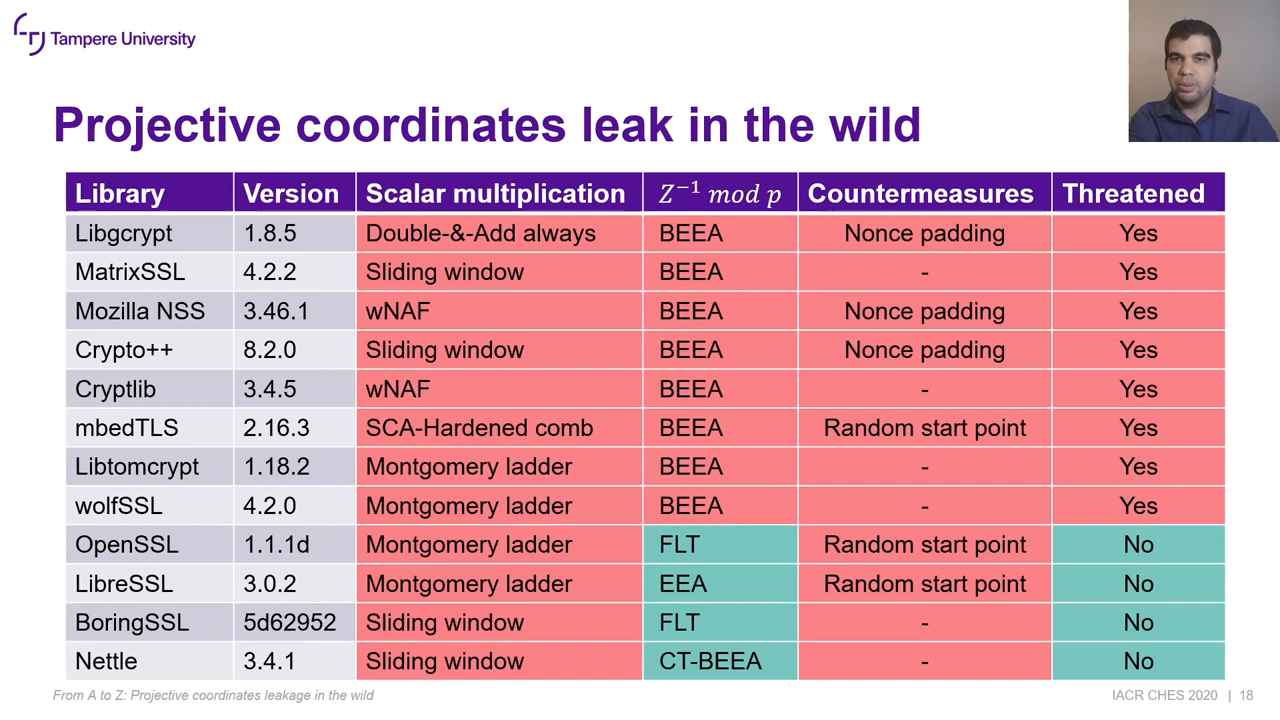 Tampere University
Projective coordinates leak in the wild
Library Version Scalar multiplication Z⁻¹ mod p Countermeasures Threatened
Libgcrypt 1.8.5 Double-&-Add always BEEA Nonce padding Yes
MatrixSSL 4.2.2 Sliding window BEEA - Yes
Mozilla NSS 3.46.1 wNAF BEEA Nonce padding Yes
Crypto++ 8.2.0 Sliding window BEEA Nonce padding Yes
Cryptlib 3.4.5 wNAF BEEA - Yes
mbedTLS 2.16.3 SCA-Hardened comb BEEA Random start point Yes
Libtomcrypt 1.18.2 Montgomery ladder BEEA - Yes
wolfSSL 4.2.0 Montgomery ladder BEEA - Yes
OpenSSL 1.1.1d Montgomery ladder FLT Random start point No
LibreSSL 3.0.2 Montgomery ladder EEA Random start point No
BoringSSL 5d62952 Sliding window FLT - No
Nettle 3.4.1 Sliding window CT-BEEA - No
From A to Z: Projective coordinates leakage in the wild IACR CHES 2020 | 18